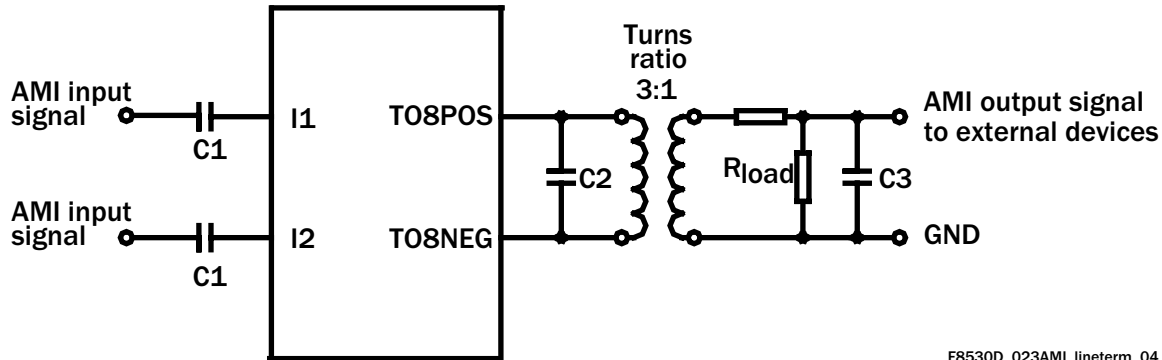 Turns
ratio
3:1
AMI input
signal
C1
I1
TO8POS
AMI output signal
to external devices
C2
Rload
C3
AMI input
signal
C1
I2
TO8NEG
GND
F8530D_023AMI_lineterm_04